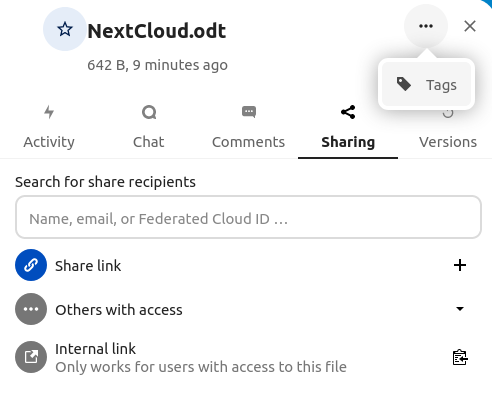 NextCloud.odt
642 B, 9 minutes ago
Tags
Activity
Chat
Comments
Sharing
Versions
Search for share recipients
Name, email, or Federated Cloud ID …
Share link
Others with access
Internal link
Only works for users with access to this file